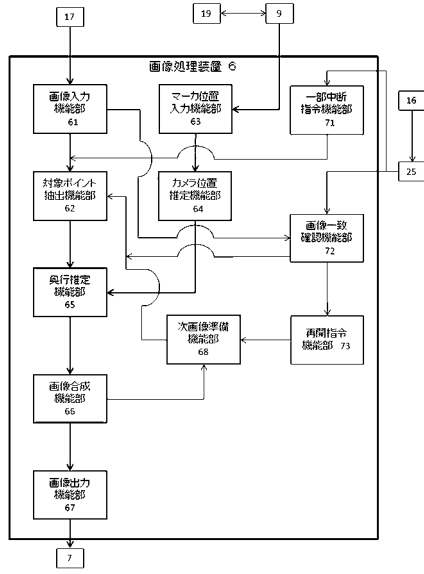 17
19
9
画像処理装置 6
画像入力
機能部
61
マーカ位置
入力機能部
63
一部中断
指令機能部
71
16
25
対象ポイント
抽出機能部
62
カメラ位置
推定機能部
64
画像一致
確認機能部
72
奥行推定
機能部
65
次画像準備
機能部
68
再開指令
機能部 73
画像合成
機能部
66
画像出力
機能部
67
7